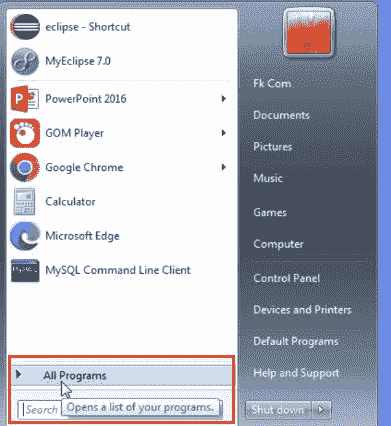 eclipse - Shortcut
MyEclipse 7.0
PowerPoint 2016
GOM Player
Google Chrome
Calculator
Microsoft Edge
MySQL Command Line Client
All Programs
Search
Opens a list of your programs.
Fk Com
Documents
Pictures
Music
Games
Computer
Control Panel
Devices and Printers
Default Programs
Help and Support
Shut down